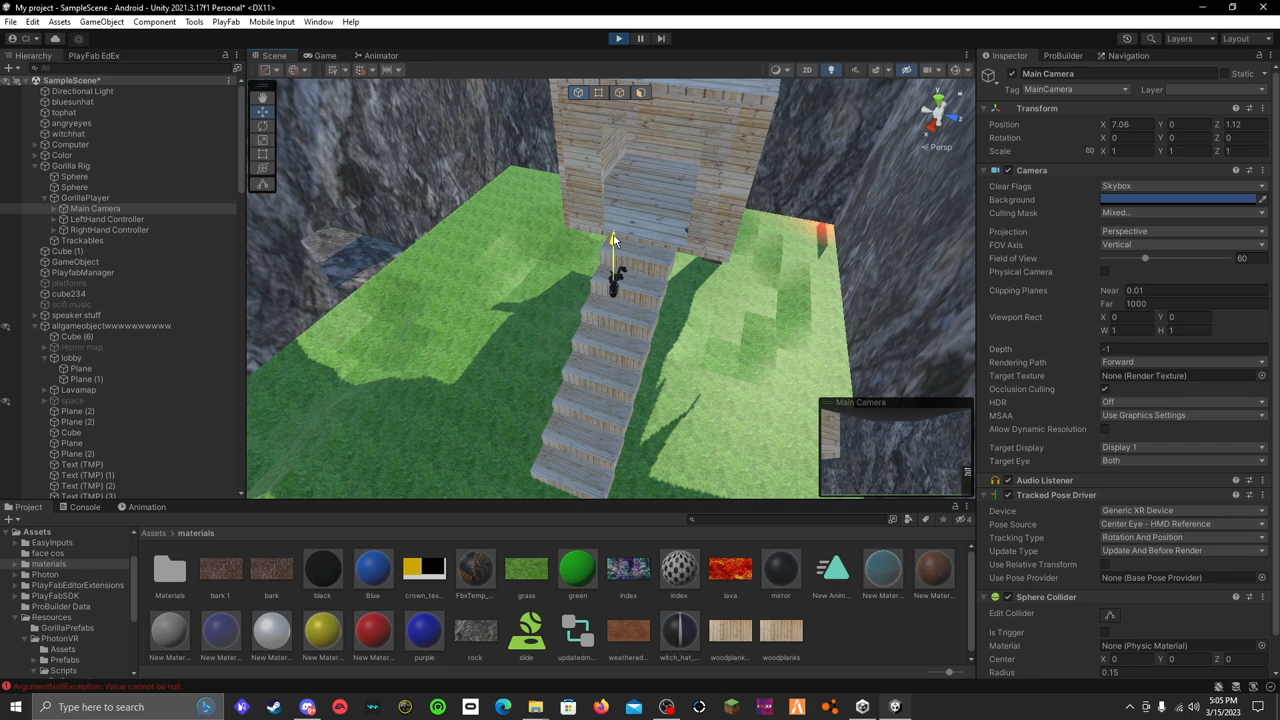 My project - SampleScene - Android - Unity 2021.3.17f1 Personal* <DX11>
File Edit Assets GameObject Component Tools PlayFab Mobile Input Window Help
CI Layers Layout
Hierarchy PlayFab EdEx Scene Game Animator Inspector ProBuilder Navigation
All 2D
SampleScene* Main Camera Static
Directional Light Tag MainCamera Layer
bluesunhat
tophat Transform
angryeyes Position X 7.06 Y 0 Z 1.12
witchhat Rotation X 0 Y 0 Z 0
Computer Scale X 1 Y 1 Z 1
Color Persp
Gorilla Rig Camera
Sphere Clear Flags Skybox
Sphere Background
GorillaPlayer Culling Mask Mixed...
Main Camera
LeftHand Controller Projection Perspective
RightHand Controller FOV Axis Vertical
Trackables Field of View 60
Cube (1) Physical Camera
GameObject
PlayfabManager Clipping Planes Near 0.01
platforms Far 1000
cube234 Viewport Rect X 0 Y 0
scifi music W 1 H 1
speaker stuff
allgameobjectwwwwwwwwww
Cube (6) Depth -1
Horror map Rendering Path Forward
lobby Target Texture None (Render Texture)
Plane Occlusion Culling
Plane (1) HDR Off
Lavamap MSAA Use Graphics Settings
space Main Camera
Plane (2) Allow Dynamic Resolution
Plane (2)
Cube Target Display Display 1
Plane Target Eye Both
Plane (2)
Text (TMP)
Text (TMP) (1) Audio Listener
Text (TMP) (2) Tracked Pose Driver
Text (TMP) (3)
Project Console Animation Device Generic XR Device
4 Pose Source Center Eye - HMD Reference
Assets Assets > materials Tracking Type Rotation And Position
EasyInputs Update Type Update And Before Render
face cos Use Relative Transform
materials Use Pose Provider None (Base Pose Provider)
Photon
PlayFabEditorExtensions
PlayFabSDK Materials bark 1 bark black Blue crown_tex... FbxTemp_... grass green index index lava mirror New Anim... New Mater... New Mater...
ProBuilder Data Sphere Collider
Resources Edit Collider
GorillaPrefabs Is Trigger
PhotonVR Material None (Physic Material)
Assets Center X 0 Y 0 Z 0
Prefabs New Mater... New Mater... New Mater... New Mater... New Mater... purple rock slide updatedm... weathered... witch_hat_... woodplank... woodplanks
Scripts Radius 0.15
ArgumentNullException: Value cannot be null.
Type here to search 5:05 PM
3/15/2023